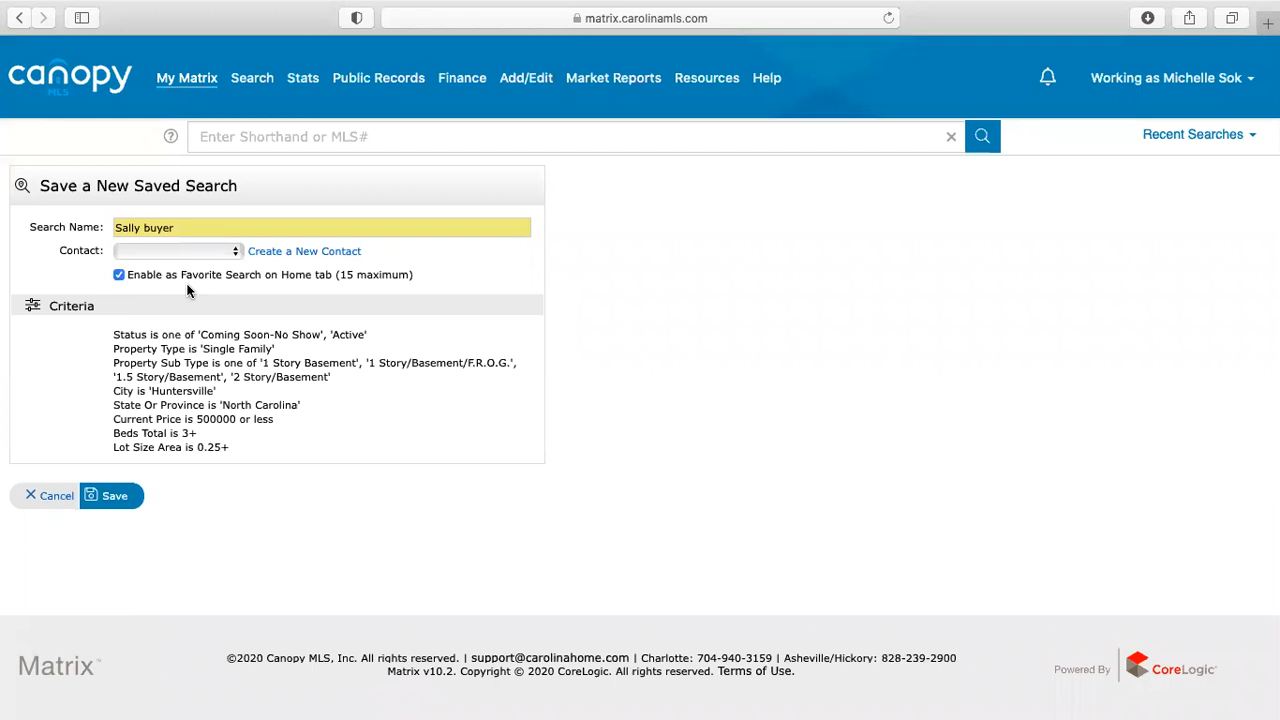 matrix.carolinamls.com
canopy
MLS
My Matrix Search Stats Public Records Finance Add/Edit Market Reports Resources Help Working as Michelle Sok
Enter Shorthand or MLS#
Recent Searches
Save a New Saved Search
Search Name: Sally buyer
Contact: Create a New Contact
Enable as Favorite Search on Home tab (15 maximum)
Criteria
Status is one of 'Coming Soon-No Show', 'Active'
Property Type is 'Single Family'
Property Sub Type is one of '1 Story Basement', '1 Story/Basement/F.R.O.G.',
'1.5 Story/Basement', '2 Story/Basement'
City is 'Huntersville'
State Or Province is 'North Carolina'
Current Price is 500000 or less
Beds Total is 3+
Lot Size Area is 0.25+
Cancel Save
Matrix™
©2020 Canopy MLS, Inc. All rights reserved. | support@carolinahome.com | Charlotte: 704-940-3159 | Asheville/Hickory: 828-239-2900
Matrix v10.2. Copyright © 2020 CoreLogic. All rights reserved. Terms of Use.
Powered By CoreLogic